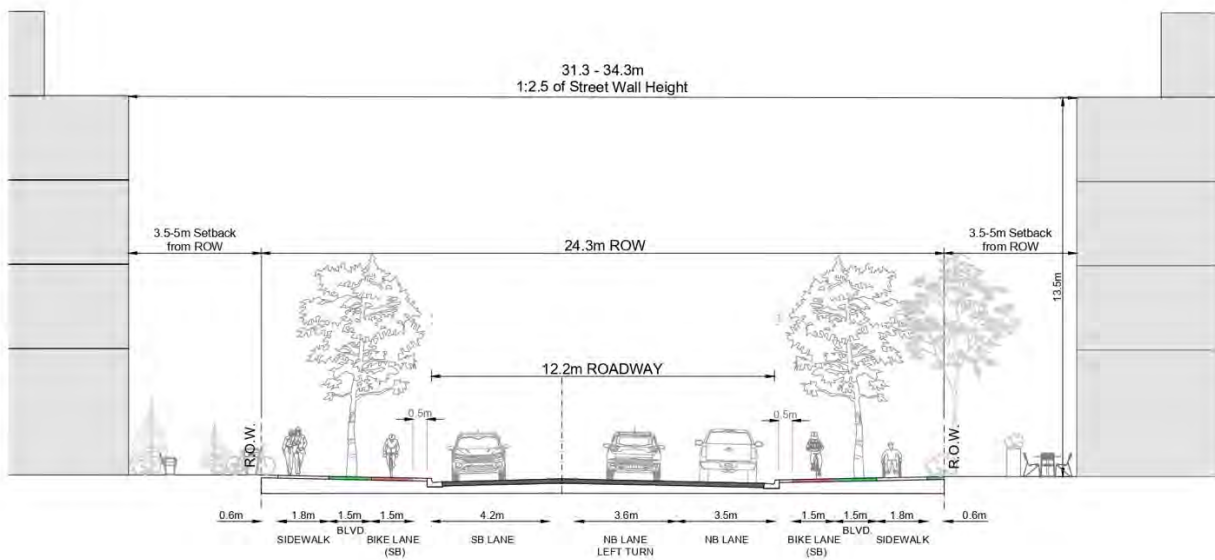 31.3 - 34.3m
1:2.5 of Street Wall Height
3.5-5m Setback
from ROW
24.3m ROW
3.5-5m Setback
from ROW
13.5m
12.2m ROADWAY
0.5m
0.5m
R.O.W.
R.O.W.
0.6m
1.8m
1.5m
1.5m
4.2m
3.6m
3.5m
1.5m
1.5m
1.8m
0.6m
SIDEWALK
BLVD.
BIKE LANE
(SB)
SB LANE
NB LANE
LEFT TURN
NB LANE
BIKE LANE
(SB)
BLVD.
SIDEWALK